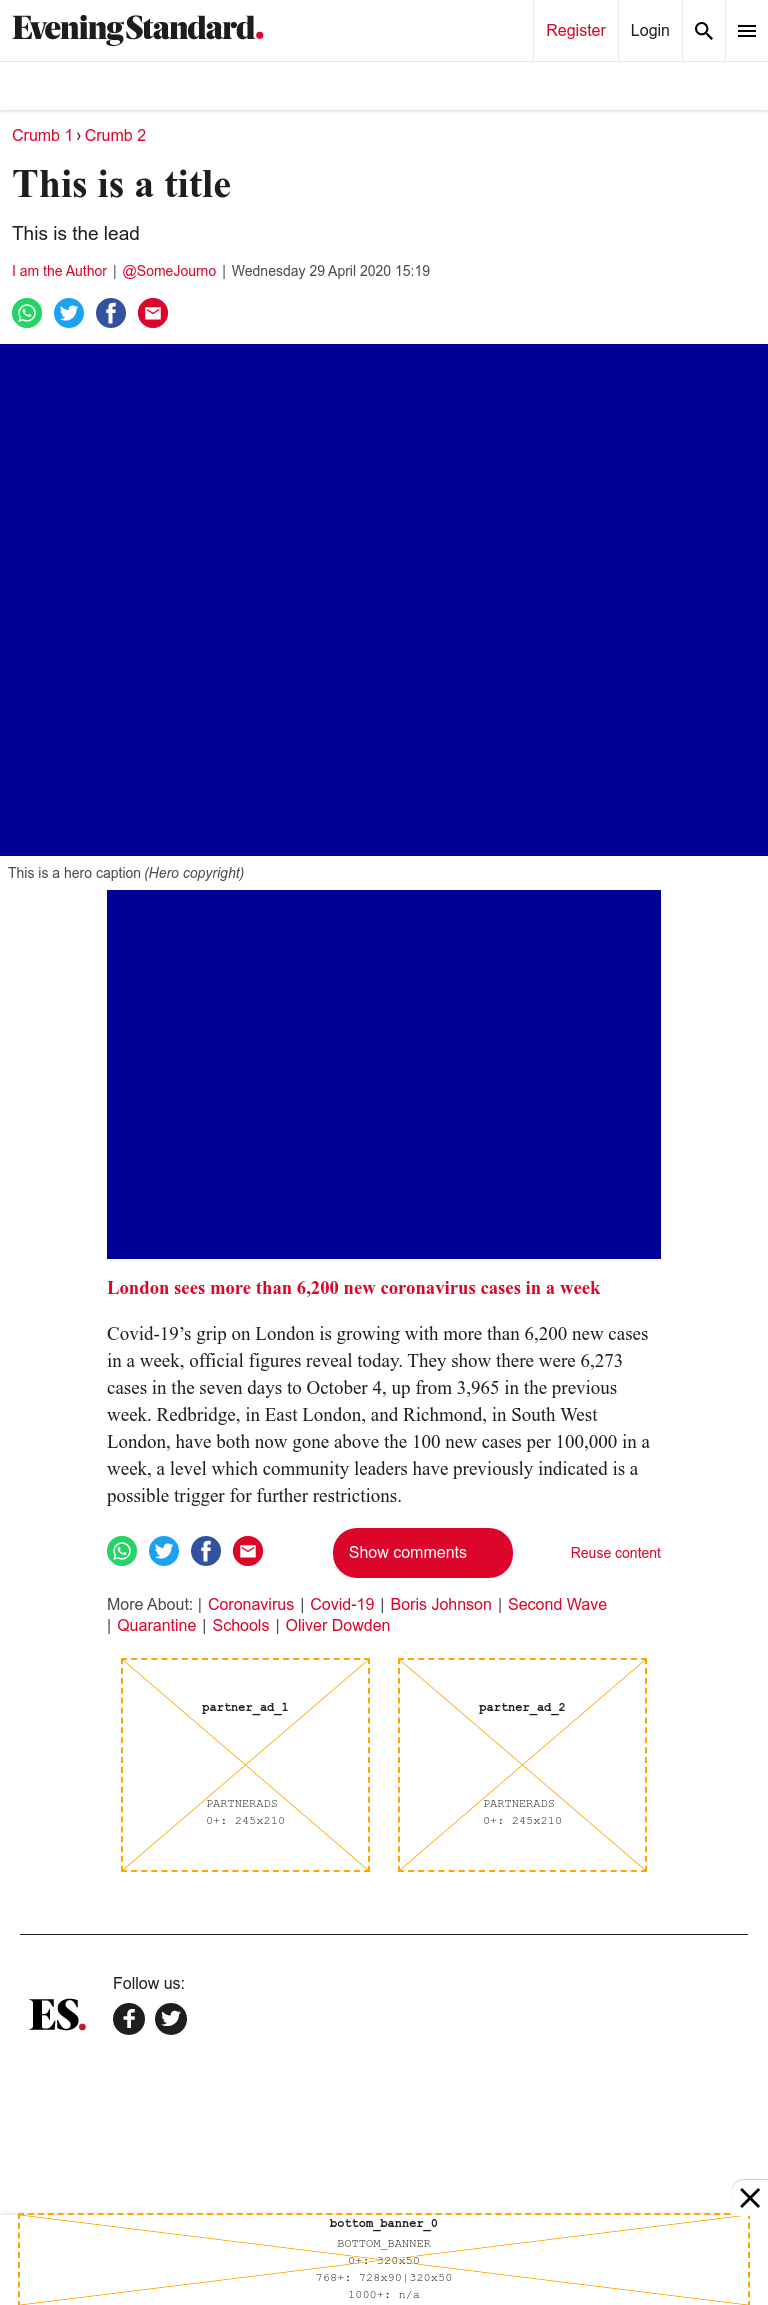 Evening Standard.
Register
Login
Crumb 1 › Crumb 2
This is a title
This is the lead
I am the Author | @SomeJourno | Wednesday 29 April 2020 15:19
This is a hero caption (Hero copyright)
London sees more than 6,200 new coronavirus cases in a week
Covid-19’s grip on London is growing with more than 6,200 new cases
in a week, official figures reveal today. They show there were 6,273
cases in the seven days to October 4, up from 3,965 in the previous
week. Redbridge, in East London, and Richmond, in South West
London, have both now gone above the 100 new cases per 100,000 in a
week, a level which community leaders have previously indicated is a
possible trigger for further restrictions.
Show comments
Reuse content
More About: | Coronavirus | Covid-19 | Boris Johnson | Second Wave
| Quarantine | Schools | Oliver Dowden
partner_ad_1
PARTNERADS
0+: 245x210
partner_ad_2
PARTNERADS
0+: 245x210
ES.
Follow us:
bottom_banner_0
BOTTOM_BANNER
0+: 320x50
768+: 728x90|320x50
1000+: n/a